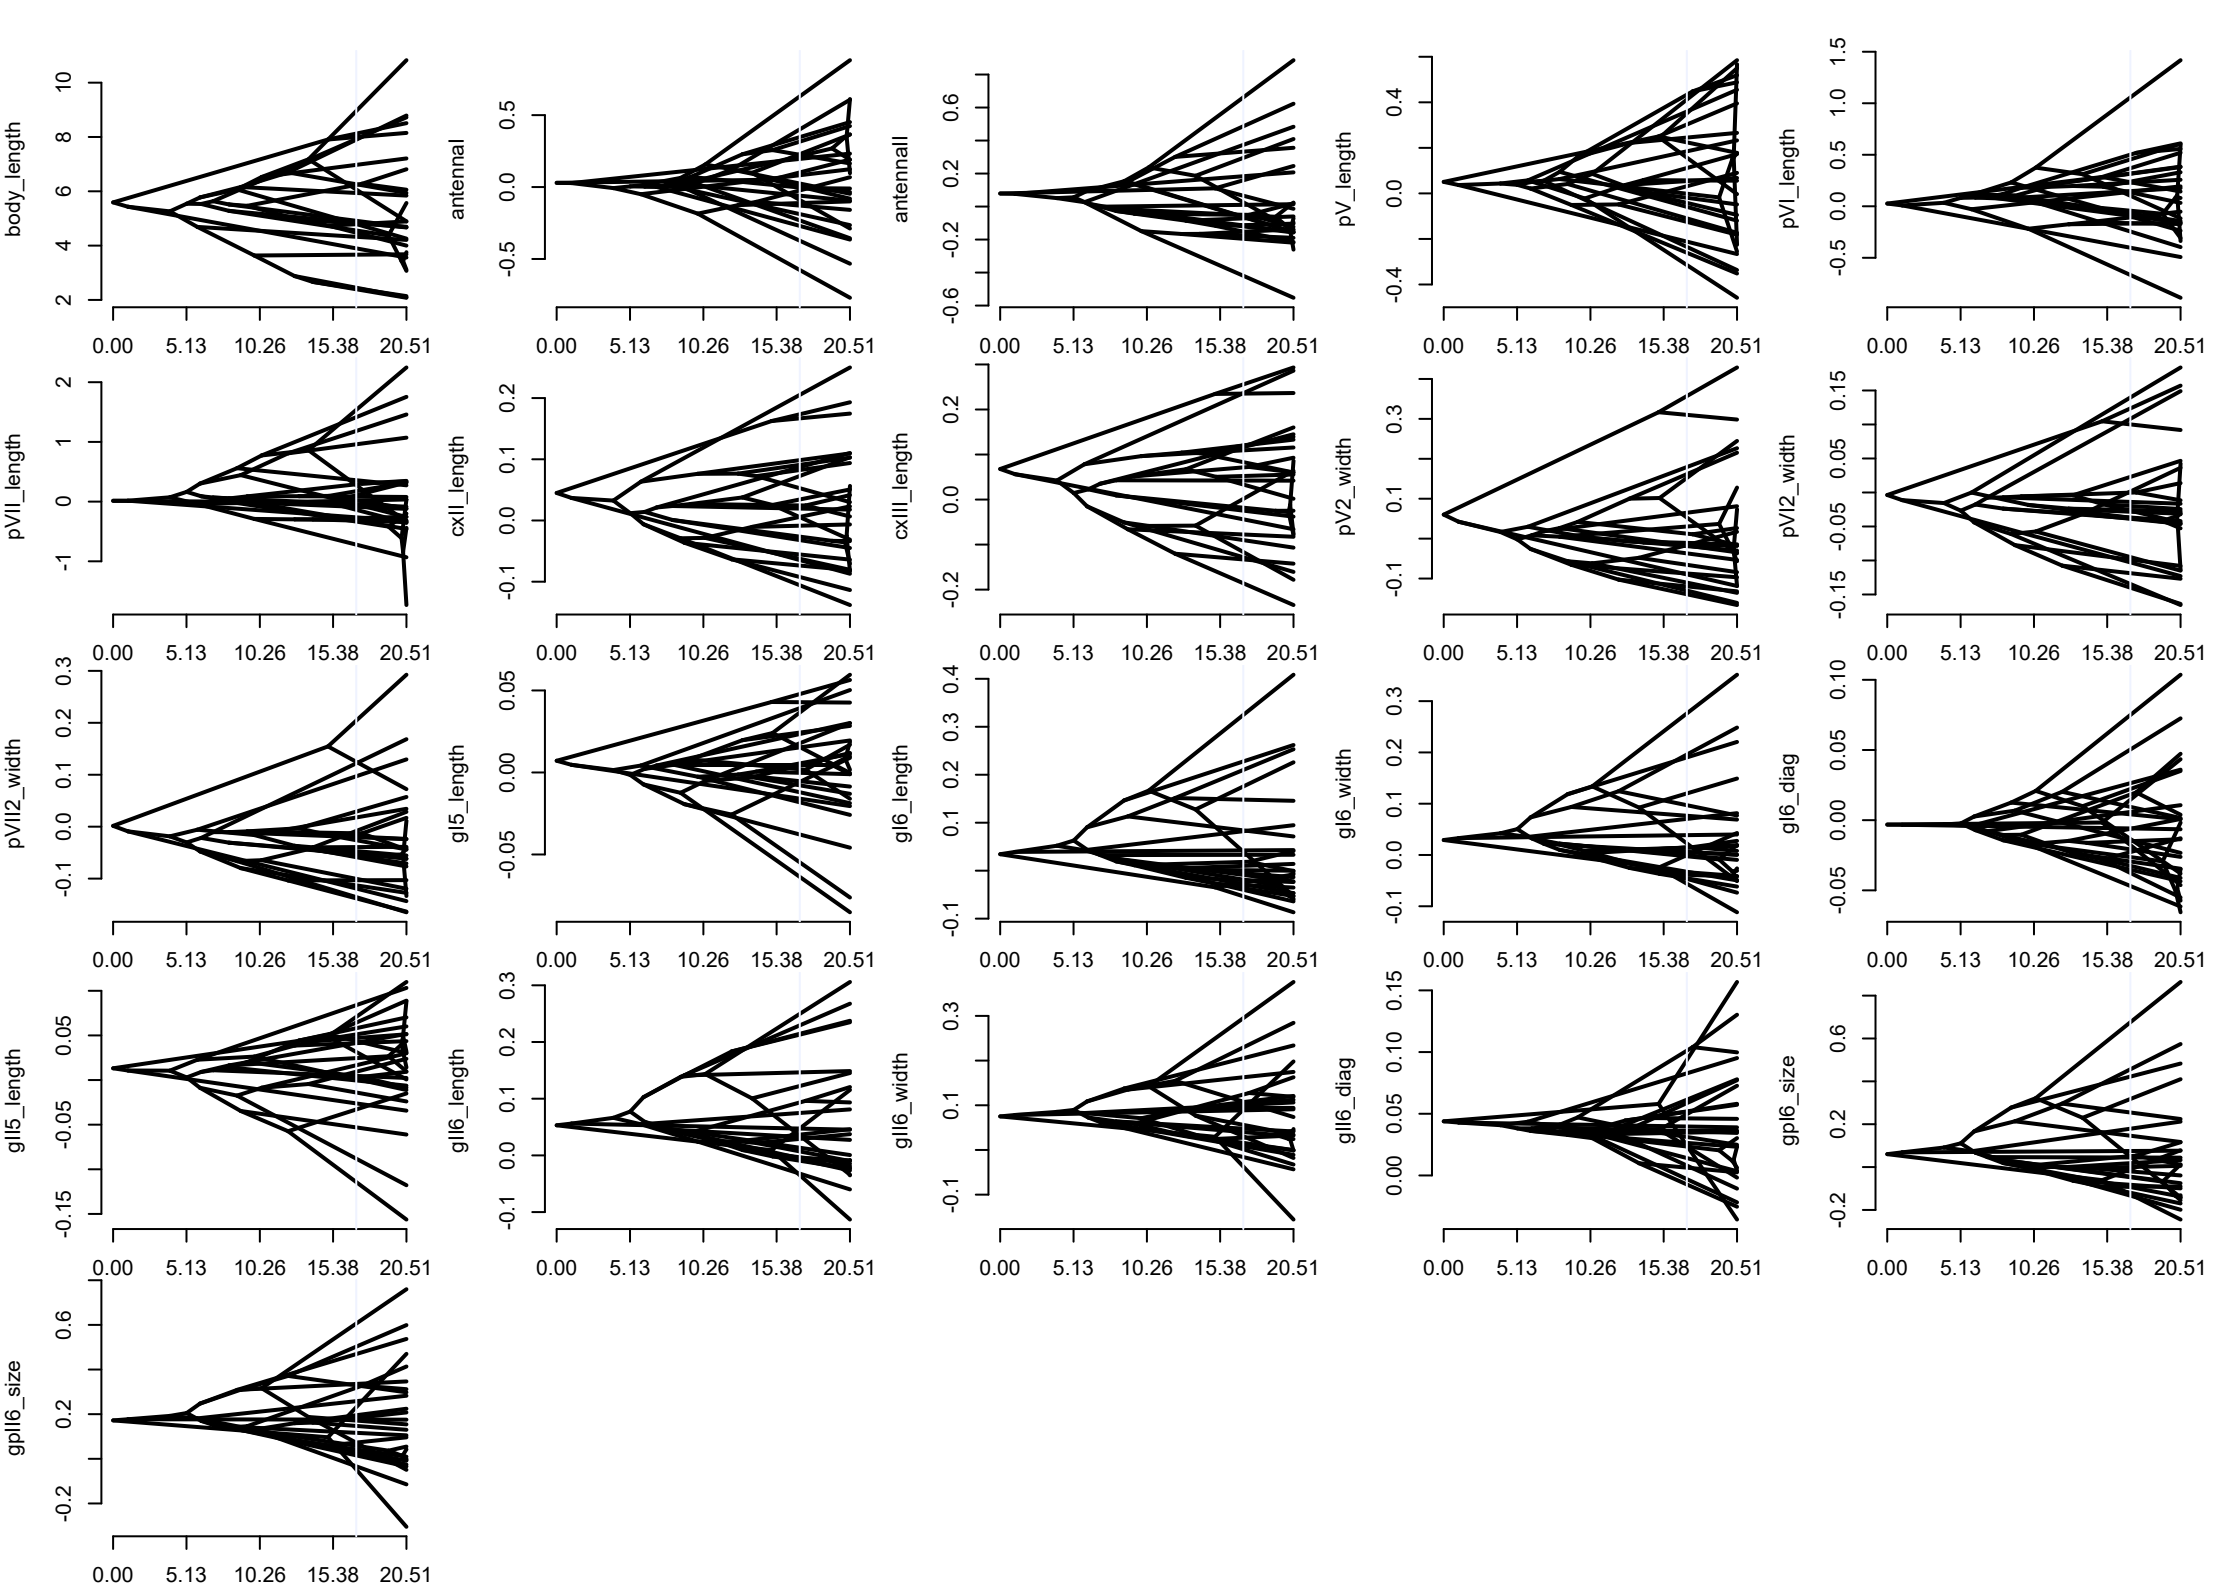 body_length
2 4 6 8 10
0.00 5.13 10.26 15.38 20.51
antennaI
-0.5 0.0 0.5
0.00 5.13 10.26 15.38 20.51
antennaII
-0.6 -0.2 0.2 0.6
0.00 5.13 10.26 15.38 20.51
pV_length
-0.4 0.0 0.4
0.00 5.13 10.26 15.38 20.51
pVI_length
-0.5 0.0 0.5 1.0 1.5
0.00 5.13 10.26 15.38 20.51
pVII_length
-1 0 1 2
0.00 5.13 10.26 15.38 20.51
cxII_length
-0.1 0.0 0.1 0.2
0.00 5.13 10.26 15.38 20.51
cxIII_length
-0.2 0.0 0.2
0.00 5.13 10.26 15.38 20.51
pV2_width
-0.1 0.1 0.3
0.00 5.13 10.26 15.38 20.51
pVI2_width
-0.15 -0.05 0.05 0.15
0.00 5.13 10.26 15.38 20.51
pVII2_width
-0.1 0.0 0.1 0.2 0.3
0.00 5.13 10.26 15.38 20.51
gI5_length
-0.05 0.00 0.05
0.00 5.13 10.26 15.38 20.51
gI6_length
-0.1 0.1 0.2 0.3 0.4
0.00 5.13 10.26 15.38 20.51
gI6_width
-0.1 0.0 0.1 0.2 0.3
0.00 5.13 10.26 15.38 20.51
gI6_diag
-0.05 0.00 0.05 0.10
0.00 5.13 10.26 15.38 20.51
gII5_length
-0.15 -0.05 0.05
0.00 5.13 10.26 15.38 20.51
gII6_length
-0.1 0.0 0.1 0.2 0.3
0.00 5.13 10.26 15.38 20.51
gII6_width
-0.1 0.1 0.3
0.00 5.13 10.26 15.38 20.51
gII6_diag
0.00 0.05 0.10 0.15
0.00 5.13 10.26 15.38 20.51
gpI6_size
-0.2 0.2 0.6
0.00 5.13 10.26 15.38 20.51
gpII6_size
-0.2 0.2 0.6
0.00 5.13 10.26 15.38 20.51